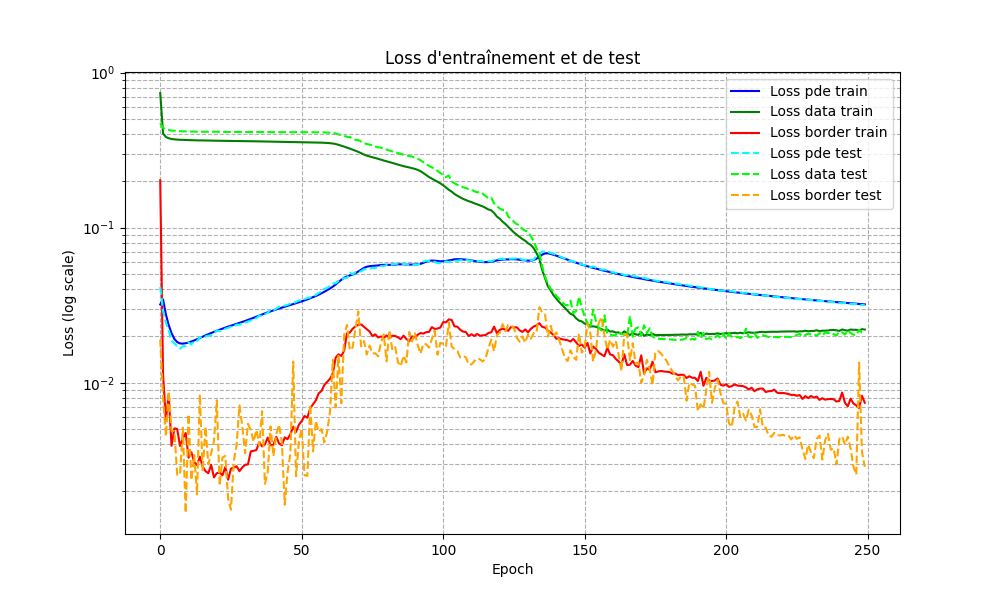 Loss d'entraînement et de test
Loss (log scale)
10⁰
10⁻¹
10⁻²
Loss pde train
Loss data train
Loss border train
Loss pde test
Loss data test
Loss border test
0 50 100 150 200 250
Epoch